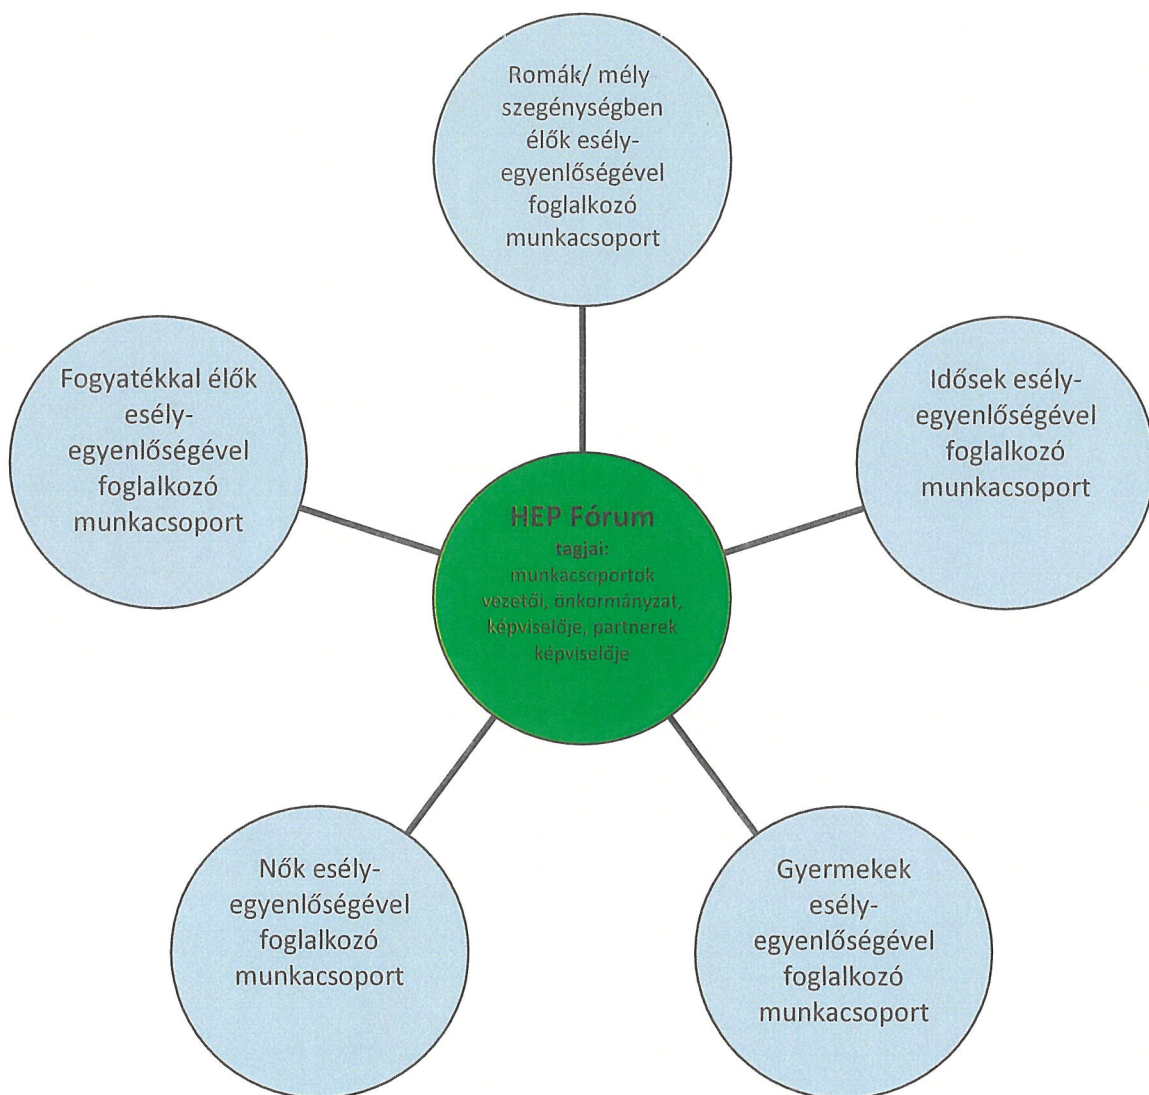 Romák/ mély
szegénységben
élők esély-
egyenlőségével
foglalkozó
munkacsoport
Fogyatékkal élők
esély-
egyenlőségével
foglalkozó
munkacsoport
Idősek esély-
egyenlőségével
foglalkozó
munkacsoport
HEP Fórum
tagjai:
munkacsoportok
vezetői, önkormányzat,
képviselője, partnerek
képviselője
Nők esély-
egyenlőségével
foglalkozó
munkacsoport
Gyermekek
esély-
egyenlőségével
foglalkozó
munkacsoport